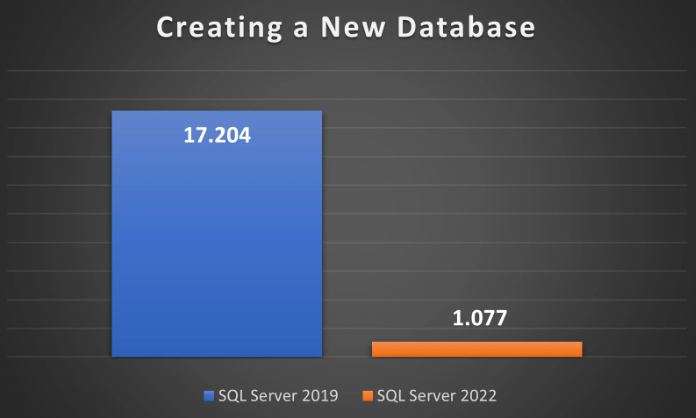 Creating a New Database
17.204
1.077
SQL Server 2019 SQL Server 2022